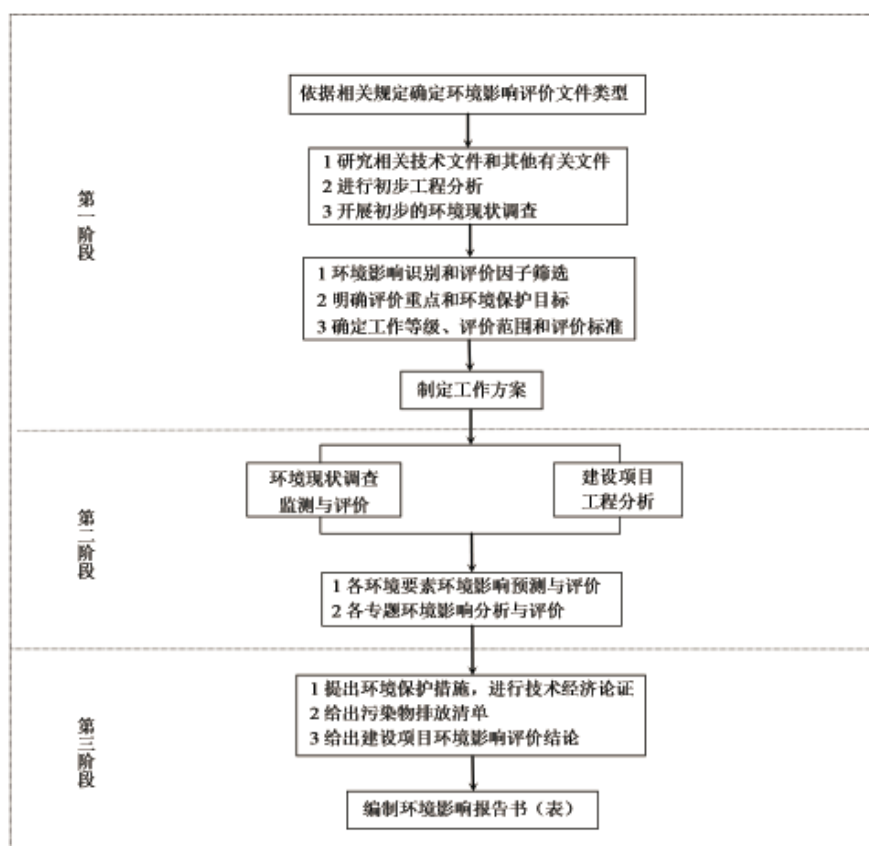 依据相关规定确定环境影响评价文件类型
第一阶段
1 研究相关技术文件和其他有关文件
2 进行初步工程分析
3 开展初步的环境现状调查
1 环境影响识别和评价因子筛选
2 明确评价重点和环境保护目标
3 确定工作等级、评价范围和评价标准
制定工作方案
第二阶段
环境现状调查
监测与评价
建设项目
工程分析
1 各环境要素环境影响预测与评价
2 各专题环境影响分析与评价
第三阶段
1 提出环境保护措施，进行技术经济论证
2 给出污染物排放清单
3 给出建设项目环境影响评价结论
编制环境影响报告书（表）